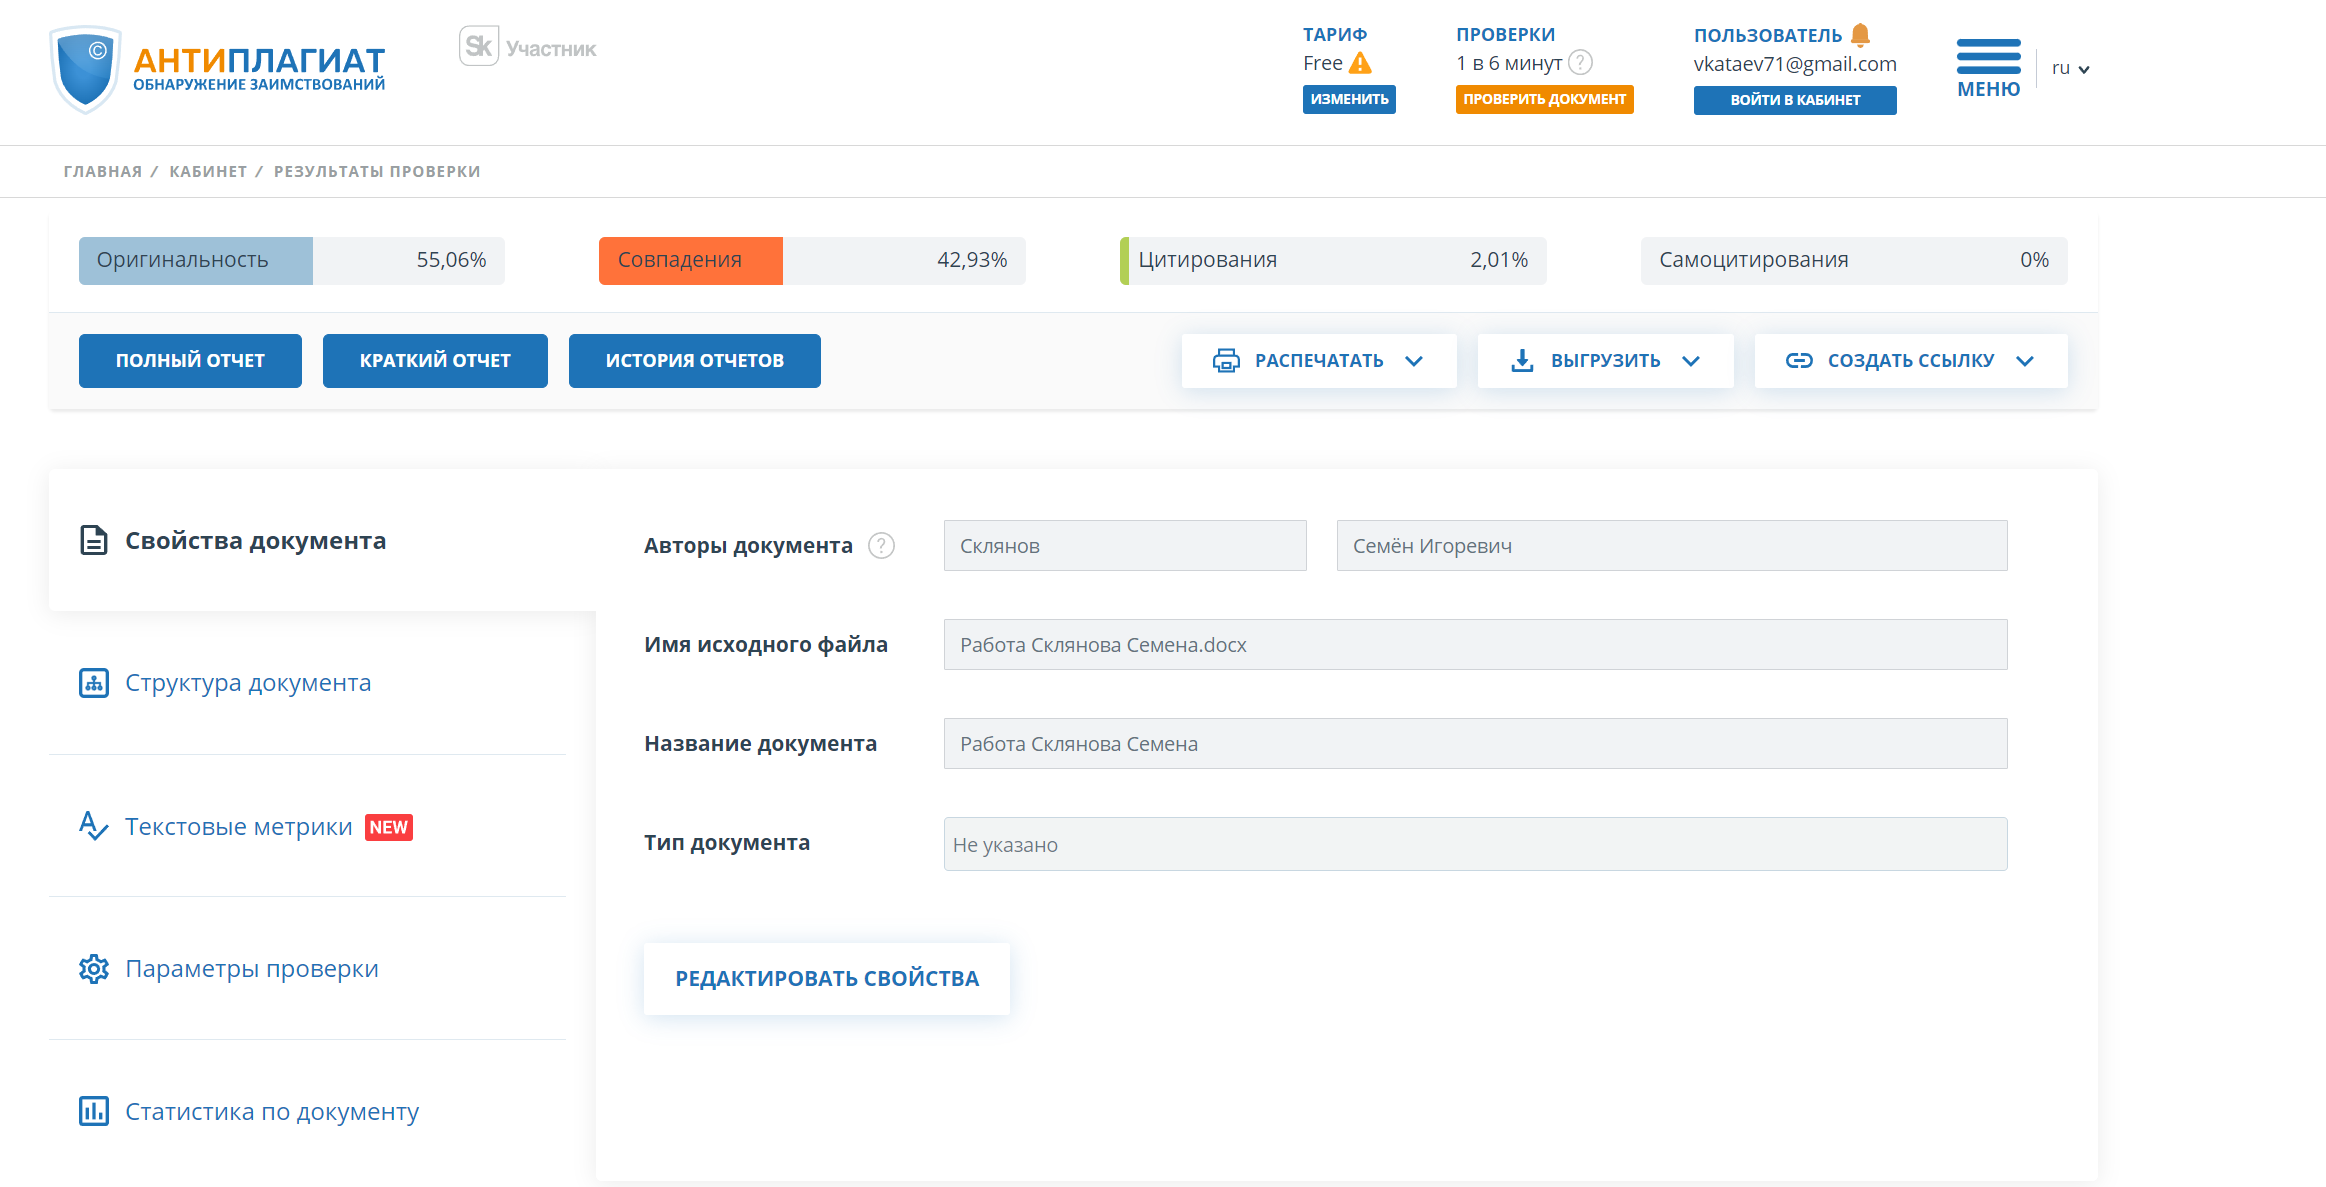 АНТИПЛАГИАТ
ОБНАРУЖЕНИЕ ЗАИМСТВОВАНИЙ
Sk Участник
ТАРИФ
Free
ИЗМЕНИТЬ
ПРОВЕРКИ
1 в 6 минут ?
ПРОВЕРИТЬ ДОКУМЕНТ
ПОЛЬЗОВАТЕЛЬ
vkataev71@gmail.com
ВОЙТИ В КАБИНЕТ
МЕНЮ
ru
ГЛАВНАЯ / КАБИНЕТ / РЕЗУЛЬТАТЫ ПРОВЕРКИ
Оригинальность 55,06%
Совпадения 42,93%
Цитирования 2,01%
Самоцитирования 0%
ПОЛНЫЙ ОТЧЕТ
КРАТКИЙ ОТЧЕТ
ИСТОРИЯ ОТЧЕТОВ
РАСПЕЧАТАТЬ
ВЫГРУЗИТЬ
СОЗДАТЬ ССЫЛКУ
Свойства документа
Структура документа
Текстовые метрики NEW
Параметры проверки
Статистика по документу
Авторы документа ? Склянов Семён Игоревич
Имя исходного файла Работа Склянова Семена.docx
Название документа Работа Склянова Семена
Тип документа Не указано
РЕДАКТИРОВАТЬ СВОЙСТВА